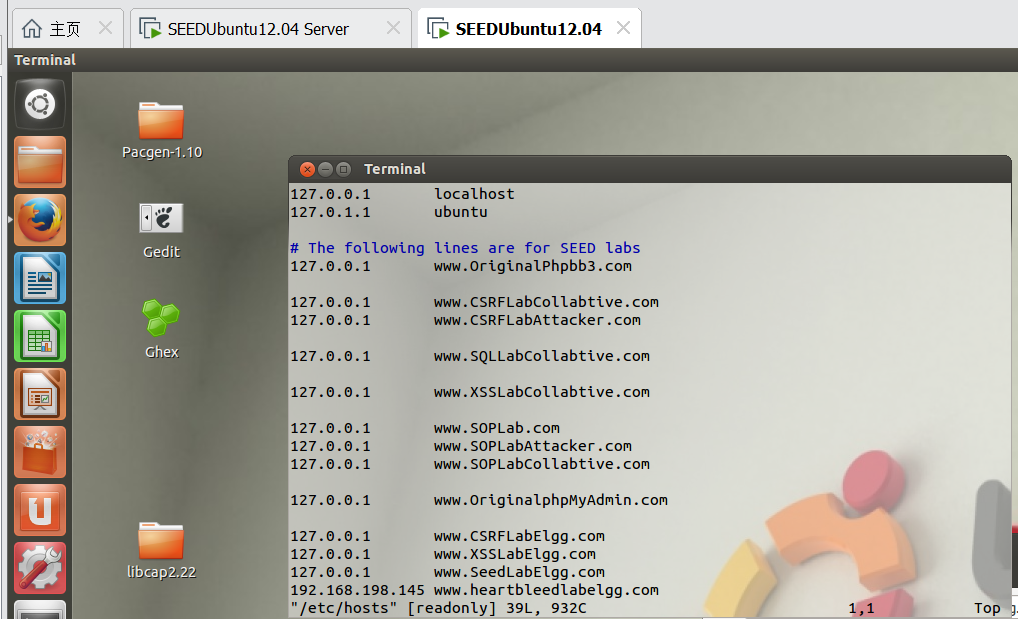 主页
SEEDUbuntu12.04 Server
SEEDUbuntu12.04
Terminal
Pacgen-1.10
Gedit
Ghex
libcap2.22
Terminal
127.0.0.1 localhost
127.0.1.1 ubuntu
# The following lines are for SEED labs
127.0.0.1 www.OriginalPhpbb3.com
127.0.0.1 www.CSRFLabCollabtive.com
127.0.0.1 www.CSRFLabAttacker.com
127.0.0.1 www.SQLLabCollabtive.com
127.0.0.1 www.XSSLabCollabtive.com
127.0.0.1 www.SOPLab.com
127.0.0.1 www.SOPLabAttacker.com
127.0.0.1 www.SOPLabCollabtive.com
127.0.0.1 www.OriginalphpMyAdmin.com
127.0.0.1 www.CSRFLabElgg.com
127.0.0.1 www.XSSLabElgg.com
127.0.0.1 www.SeedLabElgg.com
192.168.198.145 www.heartbleedlabelgg.com
"/etc/hosts" [readonly] 39L, 932C 1,1 Top